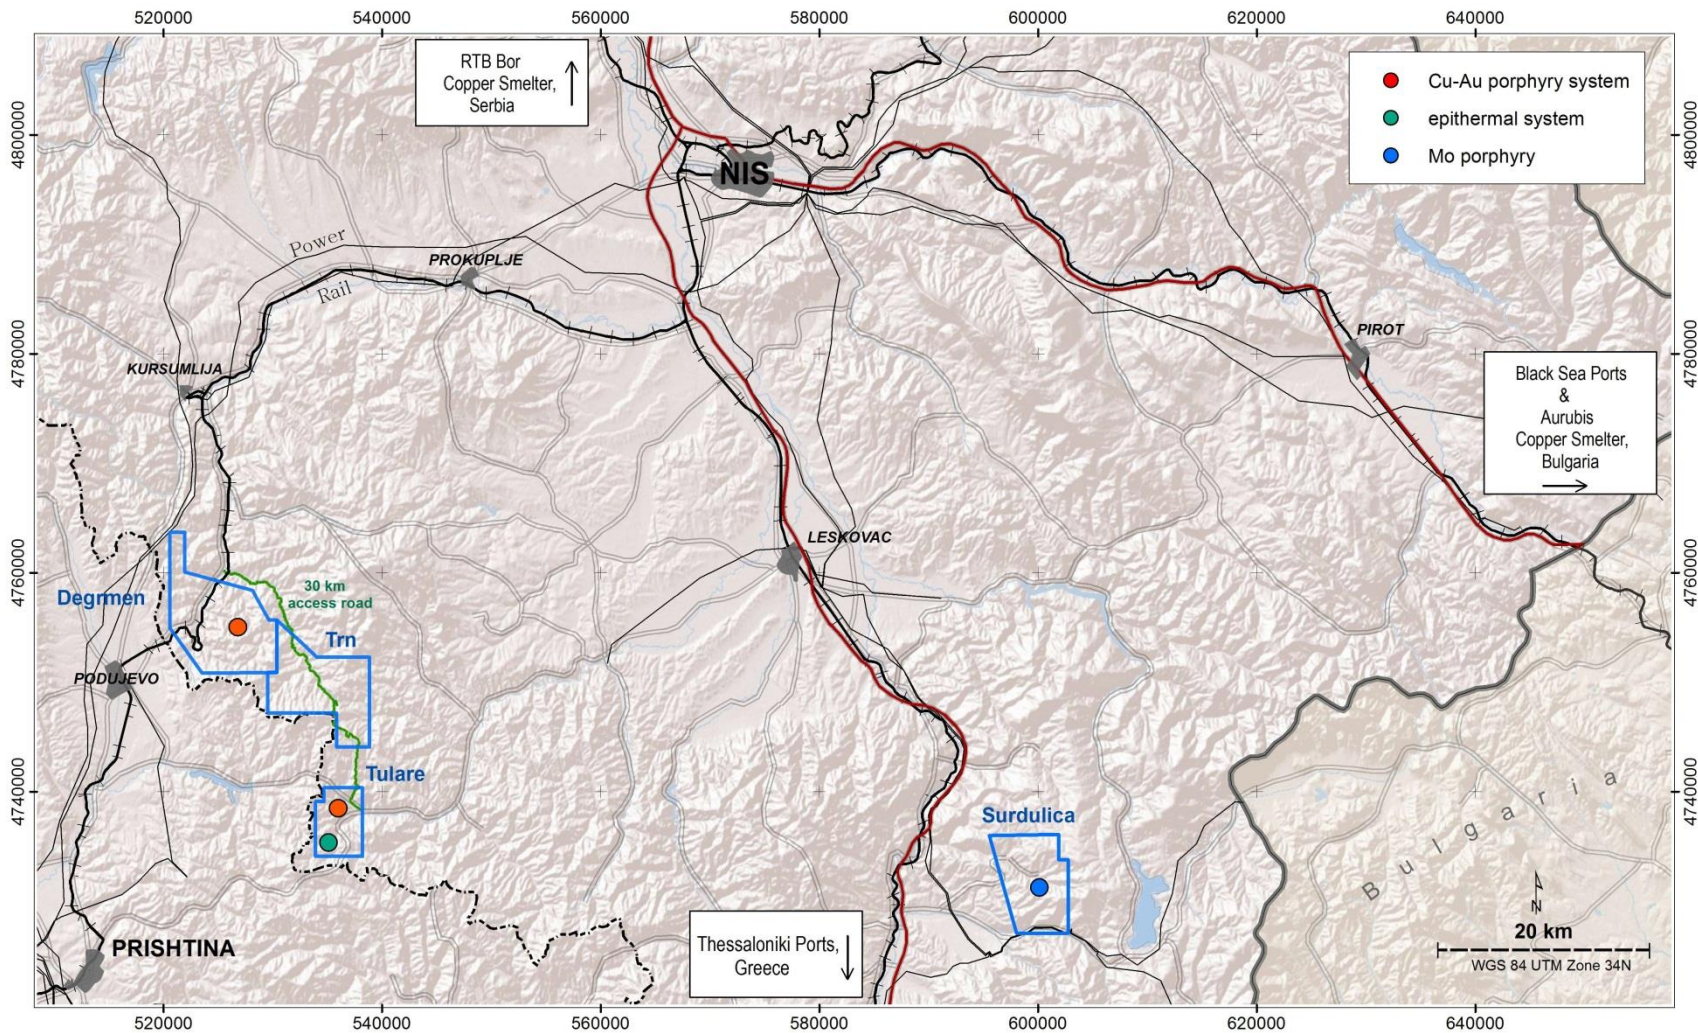 520000
540000
560000
580000
600000
620000
640000
RTB Bor
Copper Smelter,
Serbia
Cu-Au porphyry system
epithermal system
Mo porphyry
4800000
4800000
NIS
Power
PROKUPLJE
Rail
PIROT
4780000
4780000
KURSUMLIJA
Black Sea Ports
&
Aurubis
Copper Smelter,
Bulgaria
LESKOVAC
4760000
4760000
30 km
access road
Degrmen
Trn
PODUJEVO
Tulare
4740000
4740000
Surdulica
Bulgaria
N
20 km
WGS 84 UTM Zone 34N
PRISHTINA
Thessaloniki Ports,
Greece
520000
540000
560000
580000
600000
620000
640000